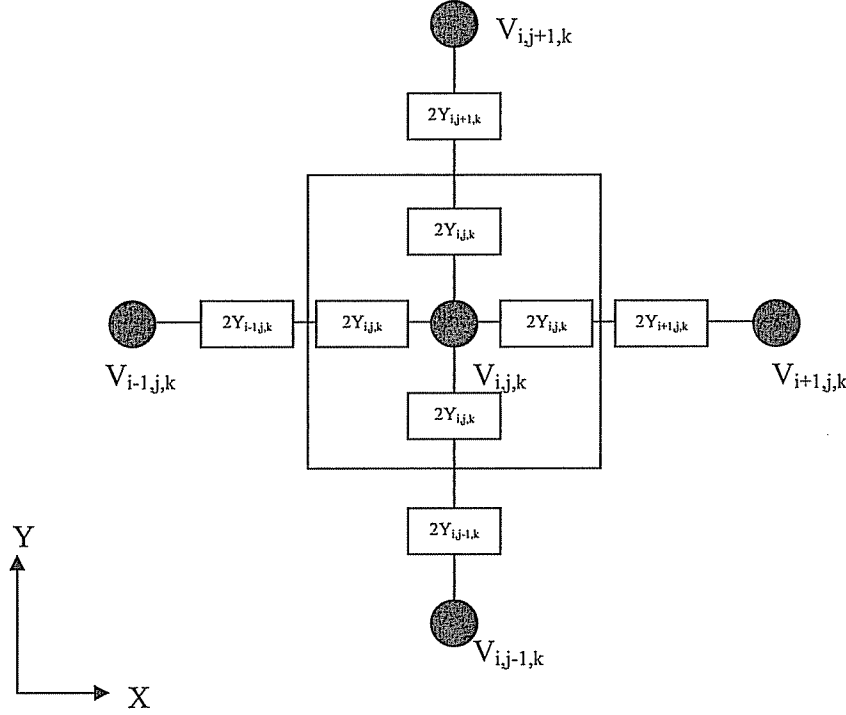 V_{i,j+1,k}
2Y_{i,j+1,k}
2Y_{i,j,k}
2Y_{i-1,j,k} 2Y_{i,j,k} 2Y_{i,j,k} 2Y_{i+1,j,k}
V_{i-1,j,k} V_{i,j,k} V_{i+1,j,k}
2Y_{i,j,k}
2Y_{i,j-1,k}
Y
V_{i,j-1,k}
X